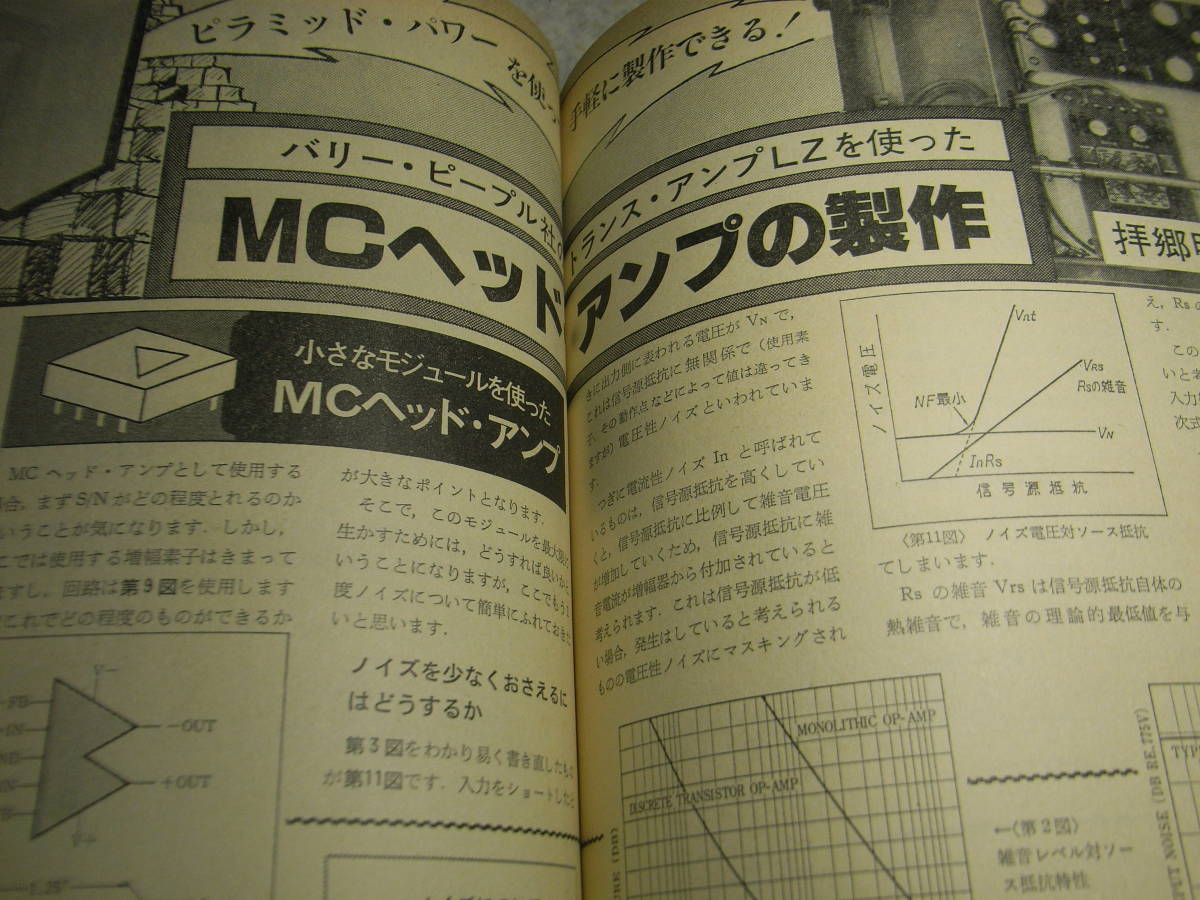 ピラミッド・パワー
を使っ
手軽に製作できる!
バリー・ピープル社の
トランス・アンプLZを使った
MCヘッド
アンプの製作
拝郷
小さなモジュールを使った
MCヘッド・アンプ
MC ヘッド・アンプとして使用する
場合,まずS/Nがどの程度とれるのか
いうことが気になります.しかし,
こでは使用する増幅素子はきまって
ますし,回路は第9図を使用します
これでどの程度のものができるか
V-
-OUT
+OUT
V+
1.25"
が大きなポイントとなります.
そこで,このモジュールを最大限の
生かすためには,どうすれば良いか
いうことになりますが,ここでもう1
度ノイズについて簡単にふれておきた
いと思います.
ノイズを少なくおさえるに
はどうするか
第3図をわかり易く書き直したもの
が第11図です.入力をショートしたと
きに出力側に表われる電圧がVNで,
これは信号源抵抗に無関係で(使用素
子,その動作点などによって値は違ってき
ますが)電圧性ノイズといわれていま
す.
つぎに電流性ノイズ In と呼ばれて
いるものは,信号源抵抗を高くしてい
くと,信号源抵抗に比例して雑音電圧
が増加していくため,信号源抵抗に雑
音電流が増幅器から付加されていると
考えられます.これは信号源抵抗が低
い場合,発生はしていると考えられる
ものの電圧性ノイズにマスキングされ
ノイズ電圧
Vnt
VRS
Rsの雑音
NF最小
VN
InRs
信号源抵抗
〈第11図〉 ノイズ電圧対ソース抵抗
てしまいます.
Rs の雑音 Vrs は信号源抵抗自体の
熱雑音で,雑音の理論的最低値を与
え,Rsの
す.
この
いと
入力
次式
MONOLITHIC OP-AMP
DISCRETE TRANSISTOR OP-AMP
←〈第2図〉
雑音レベル対ソー
ス抵抗特性
NOISE (DB RE.775V)
TYP